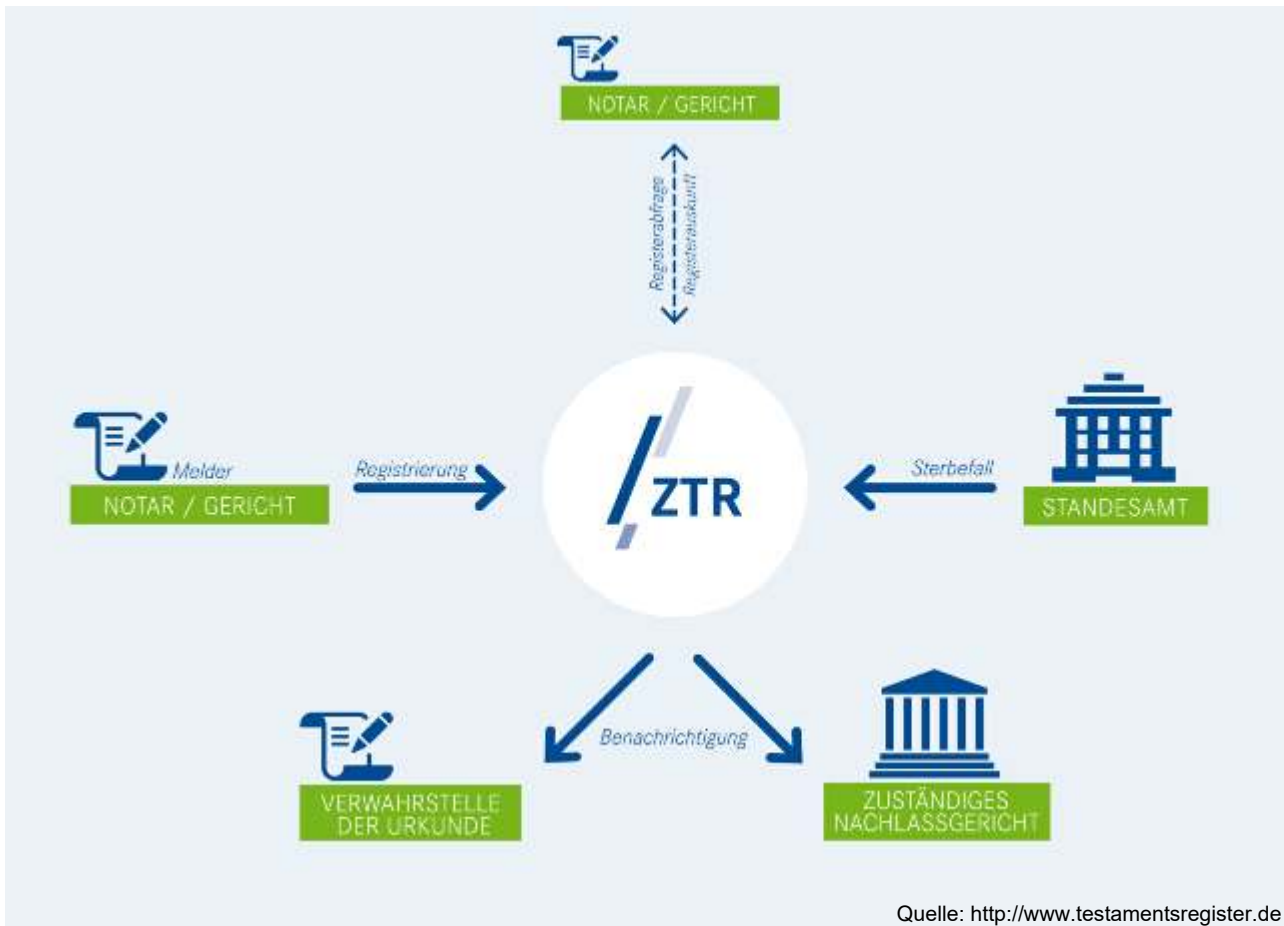 NOTAR / GERICHT
Registerabfrage
Registerauskunft
Melder
NOTAR / GERICHT
Registrierung
ZTR
Sterbefall
STANDESAMT
Benachrichtigung
VERWAHRSTELLE
DER URKUNDE
ZUSTÄNDIGES
NACHLASSGERICHT
Quelle: http://www.testamentsregister.de